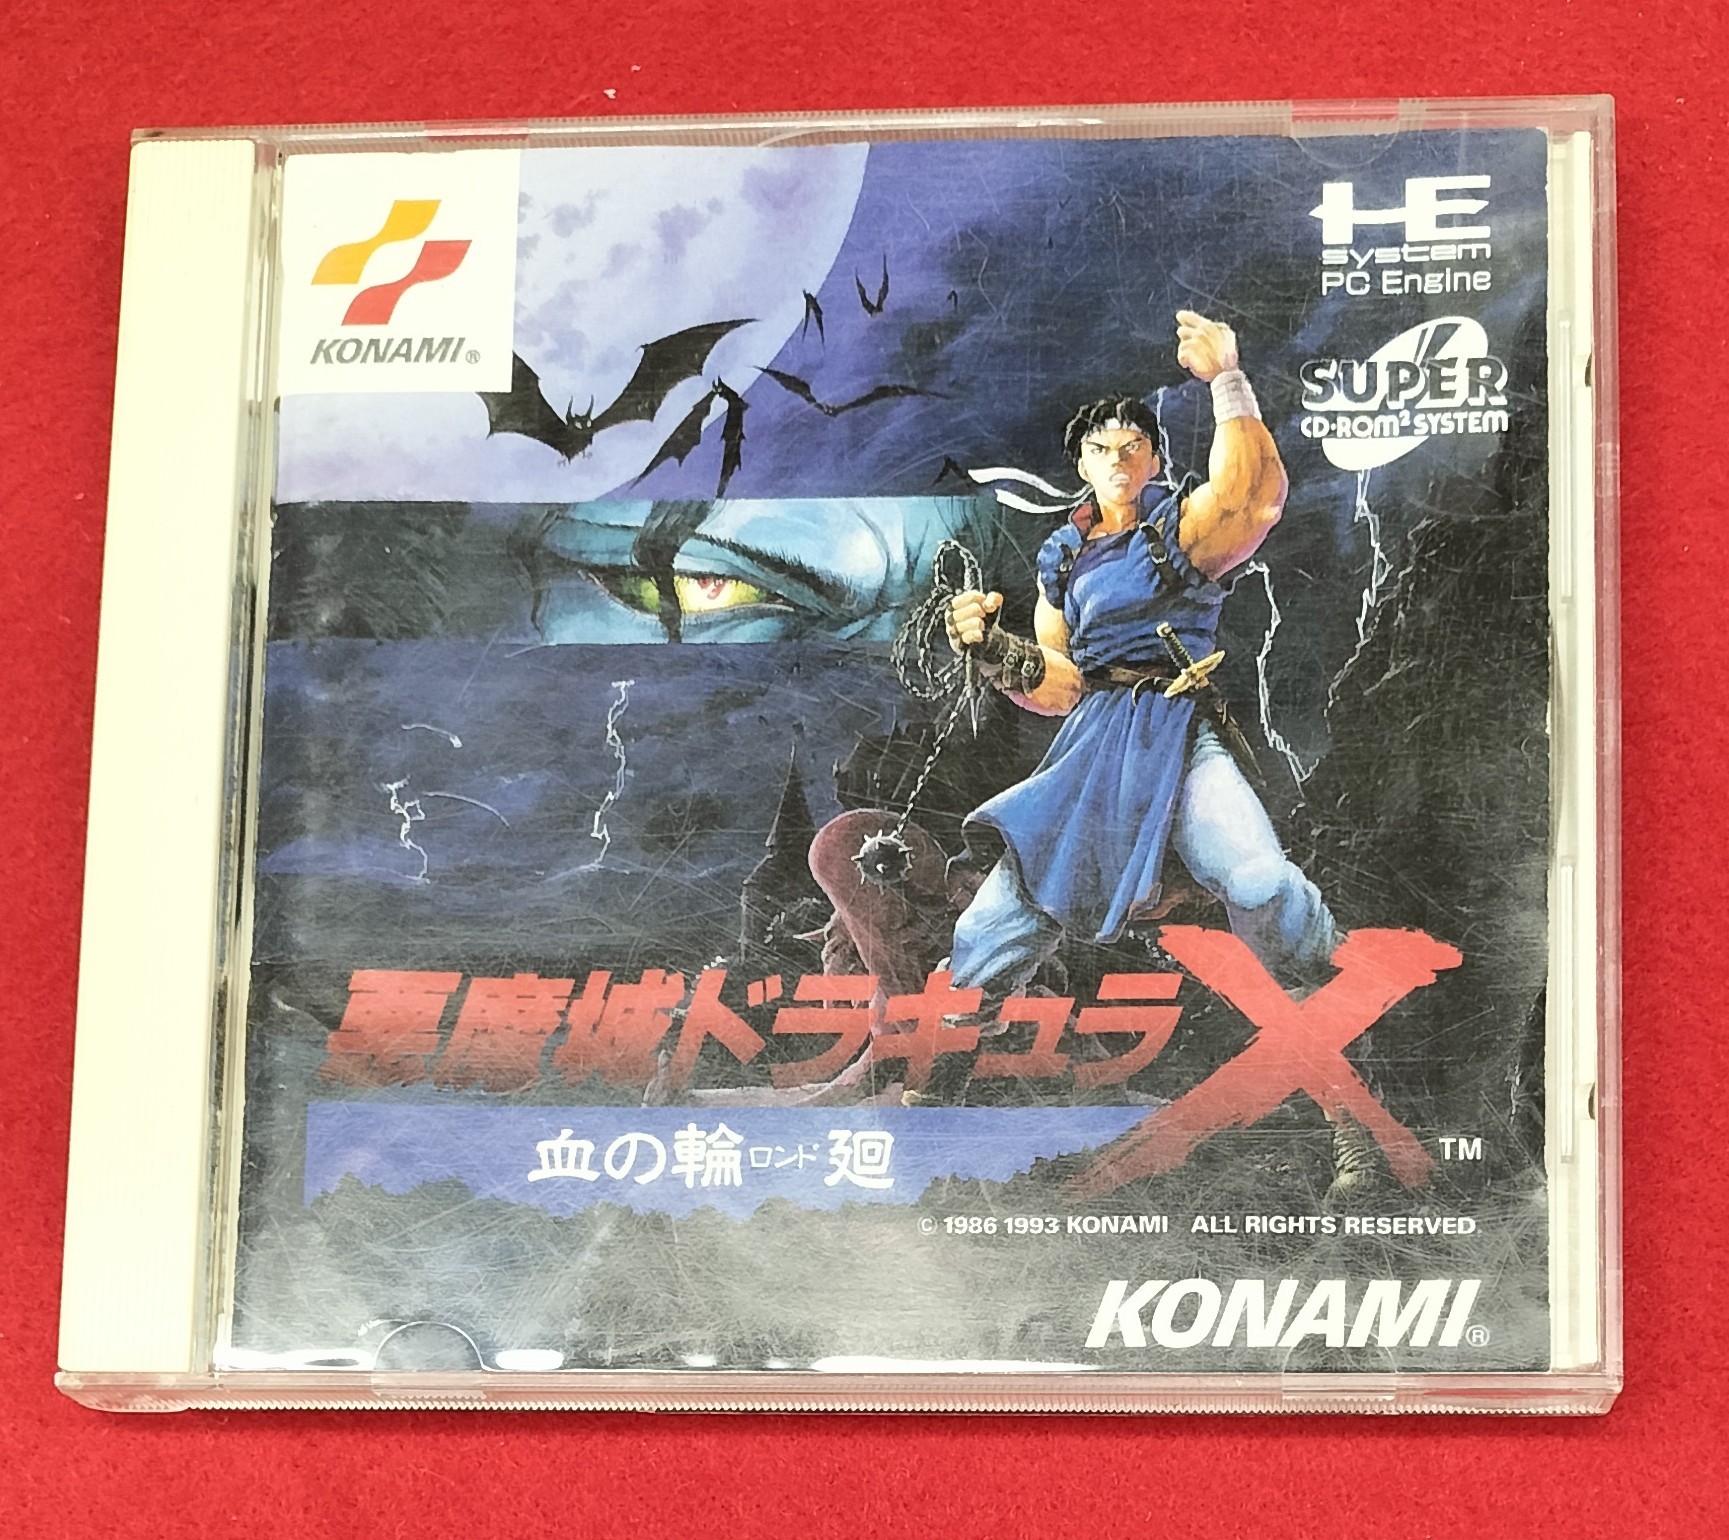 KONAMI®
HE
system
PC Engine
SUPER
CD-ROM² SYSTEM
悪魔城ドラキュラX
TM
血の輪ロンド廻
© 1986 1993 KONAMI ALL RIGHTS RESERVED.
KONAMI®